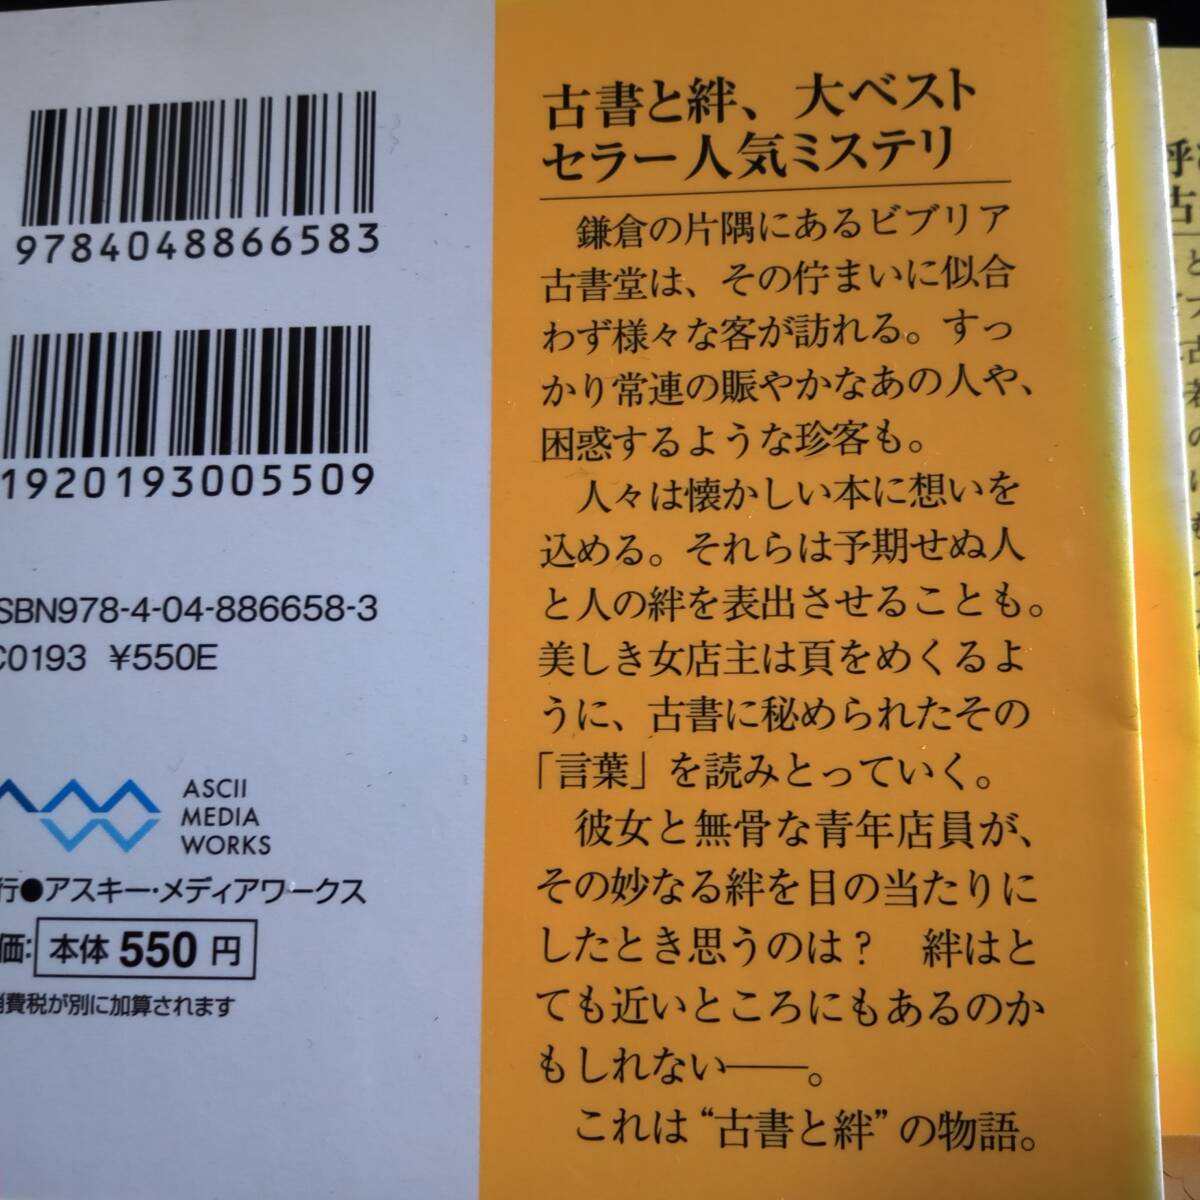 9784048866583
1920193005509
SBN978-4-04-886658-3
C0193 ¥550E
ASCII
MEDIA
WORKS
行●アスキー・メディアワークス
価: 本体 550 円
消費税が別に加算されます
古書と絆、大ベスト
セラー人気ミステリ
鎌倉の片隅にあるビブリア
古書堂は、その佇まいに似合
わず様々な客が訪れる。すっ
かり常連の賑やかなあの人や、
困惑するような珍客も。
人々は懐かしい本に想いを
込める。それらは予期せぬ人
と人の絆を表出させることも。
美しき女店主は頁をめくるよ
うに、古書に秘められたその
「言葉」を読みとっていく。
彼女と無骨な青年店員が、
その妙なる絆を目の当たりに
したとき思うのは？　絆はと
ても近いところにもあるのか
もしれない――。
これは“古書と絆”の物語。
呼
古